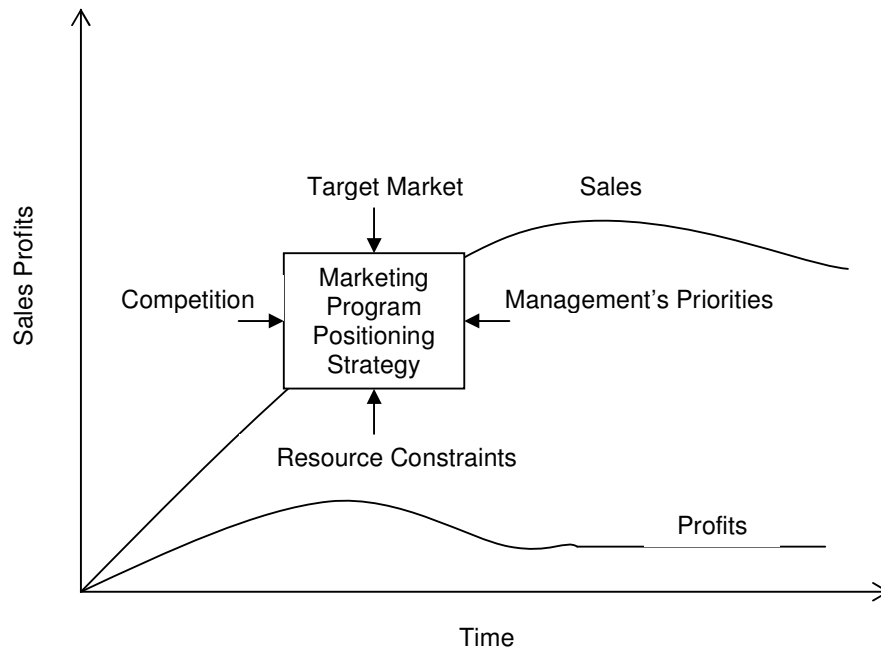 Target Market
Sales
Sales Profits
Marketing
Program
Positioning
Strategy
Competition
Management's Priorities
Resource Constraints
Profits
Time